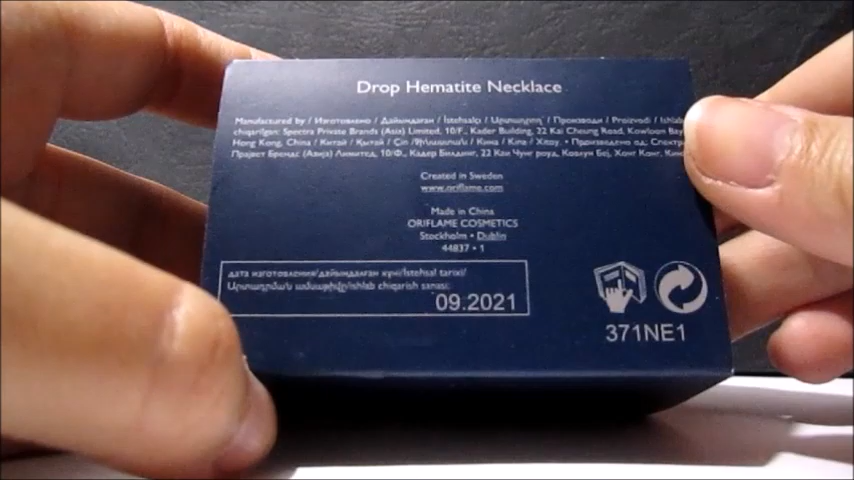 Drop Hematite Necklace
Manufactured by / Изготовлено / Дайындаған / İstehsalçı / Արտադրող / Произведи / Proizvodi / Ishlab
chiqarilgan: Spectra Private Brands (Asia) Limited, 10/F., Kader Building, 22 Kai Cheung Road, Kowloon Bay
Hong Kong, China / Китай / Қытай / Çin / Չինաստան / Кина / Kina / Xitoy. • Произведено од: Спектра
Прајвет Брендс (Азија) Лимитед, 10/Ф., Кадер Билдинг, 22 Каи Чунг роуд, Ковлун Беј, Хонг Конг,
Created in Sweden
www.oriflame.com
Made in China
ORIFLAME COSMETICS
Stockholm • Dublin
44837 • 1
дата изготовления/дайындалған күні/İstehsal tarixi/
Արտադրման ամսաթիվը/ishlab chiqarish sanasi:
09.2021
371NE1